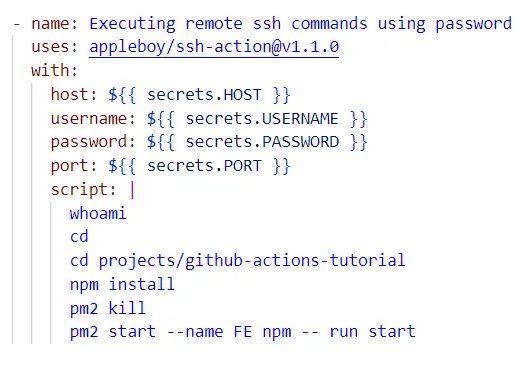 - name: Executing remote ssh commands using password
  uses: appleboy/ssh-action@v1.1.0
  with:
    host: ${{ secrets.HOST }}
    username: ${{ secrets.USERNAME }}
    password: ${{ secrets.PASSWORD }}
    port: ${{ secrets.PORT }}
    script: |
      whoami
      cd
      cd projects/github-actions-tutorial
      npm install
      pm2 kill
      pm2 start --name FE npm -- run start